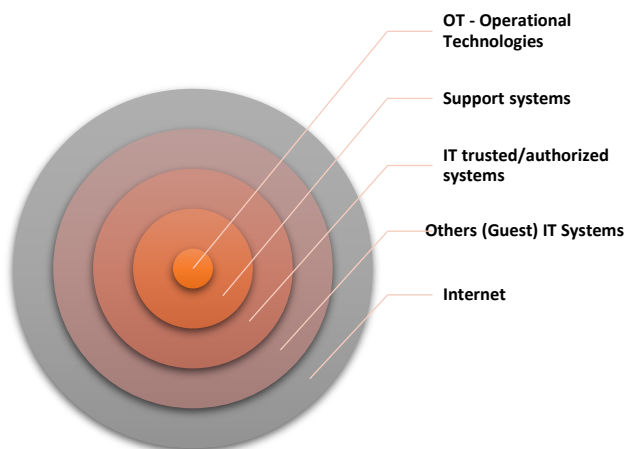 OT - Operational
Technologies
Support systems
IT trusted/authorized
systems
Others (Guest) IT Systems
Internet